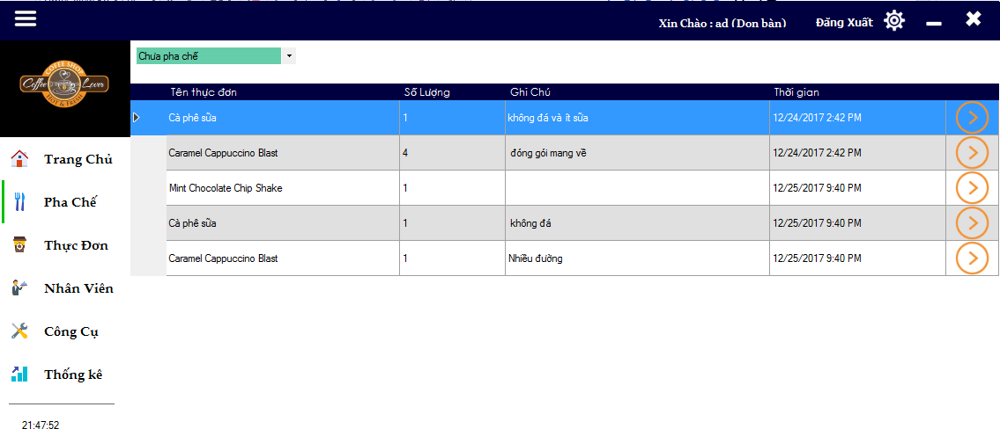 Xin Chào : ad (Dọn bàn)
Đăng Xuất
COFFEE SHOP
Coffee Lover
HOT & FRESH
Chưa pha chế
Tên thực đơn Số Lượng Ghi Chú Thời gian
Cà phê sữa 1 không đá và ít sữa 12/24/2017 2:42 PM
Caramel Cappuccino Blast 4 đóng gói mang về 12/24/2017 2:42 PM
Mint Chocolate Chip Shake 1 12/25/2017 9:40 PM
Cà phê sữa 1 không đá 12/25/2017 9:40 PM
Caramel Cappuccino Blast 1 Nhiều đường 12/25/2017 9:40 PM
Trang Chủ
Pha Chế
Thực Đơn
Nhân Viên
Công Cụ
Thống kê
21:47:52